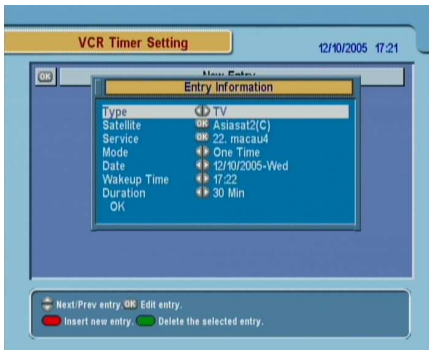 VCR Timer Setting
12/10/2005 17:21
OK New Entry
Entry Information
Type TV
Satellite OK Asiasat2(C)
Service OK 22. macau4
Mode One Time
Date 12/10/2005-Wed
Wakeup Time 17:22
Duration 30 Min
OK
Next/Prev entry. OK Edit entry.
Insert new entry. Delete the selected entry.